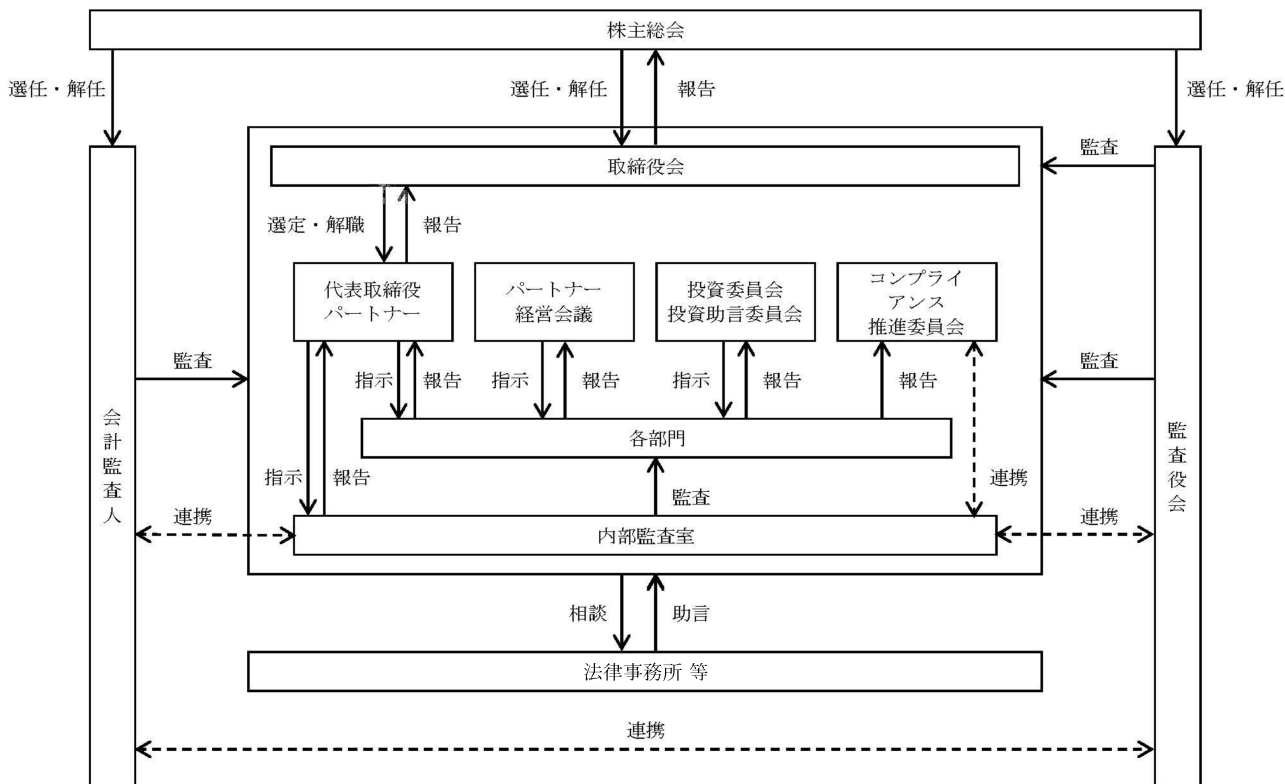 株主総会
選任・解任
選任・解任
報告
選任・解任
取締役会
監査
選定・解職
報告
代表取締役
パートナー
パートナー
経営会議
投資委員会
投資助言委員会
コンプライ
アンス
推進委員会
監査
指示
報告
指示
報告
指示
報告
報告
監査
会計監査人
各部門
監査役会
指示
報告
監査
連携
連携
内部監査室
連携
相談
助言
法律事務所 等
連携